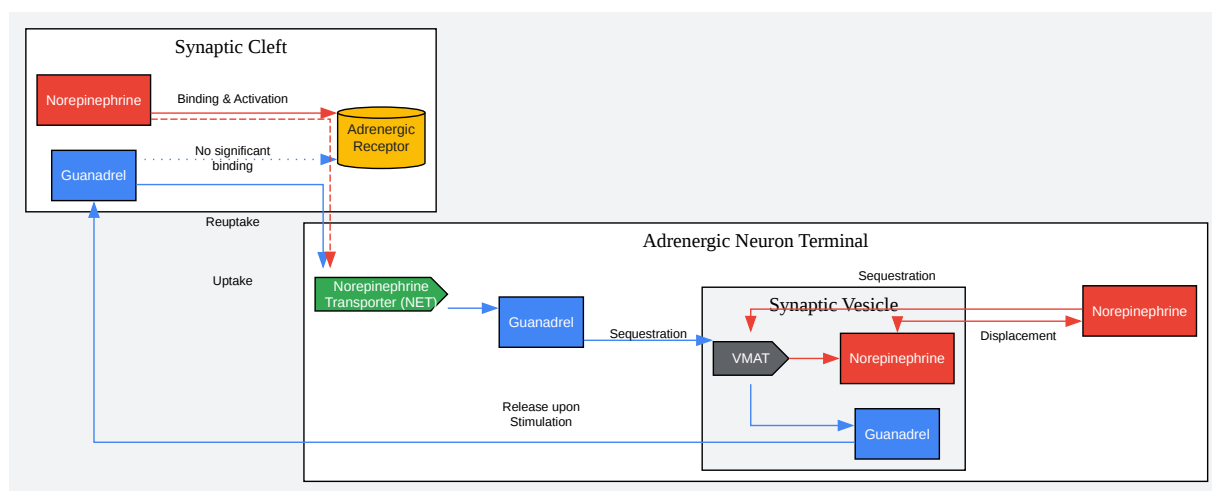 Synaptic Cleft
Norepinephrine
Binding & Activation
Adrenergic
Receptor
No significant
binding
Guanadrel
Reuptake
Uptake
Adrenergic Neuron Terminal
Norepinephrine
Transporter (NET)
Guanadrel
Sequestration
Synaptic Vesicle
VMAT
Norepinephrine
Guanadrel
Sequestration
Norepinephrine
Displacement
Release upon
Stimulation